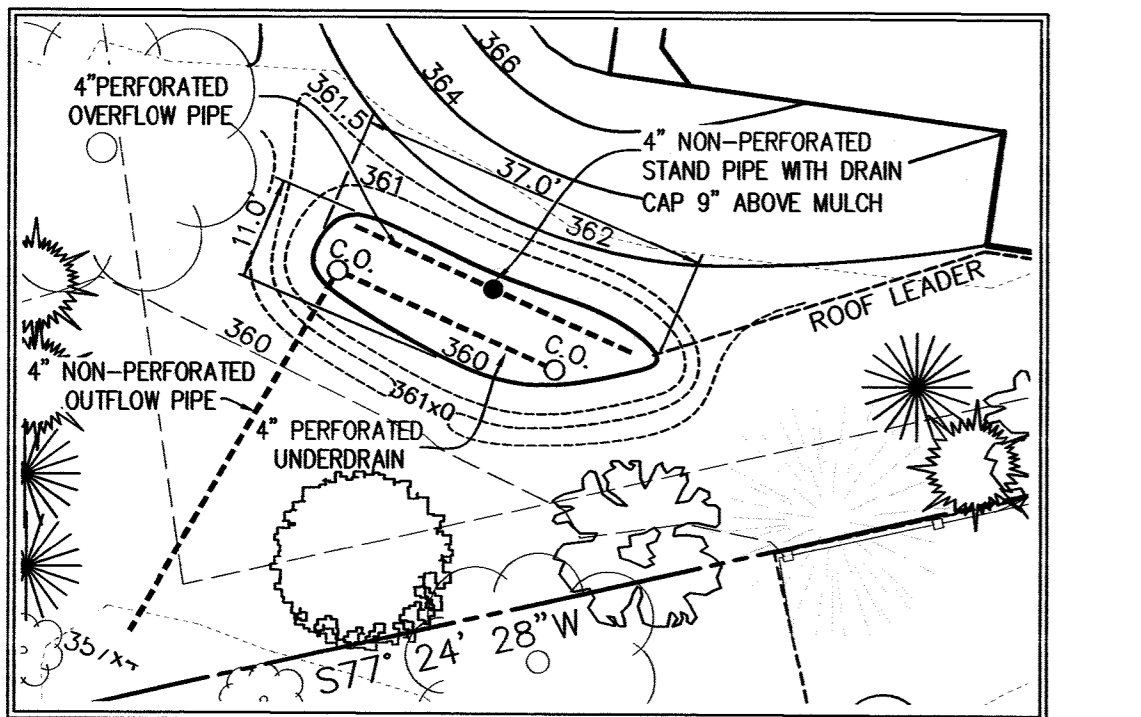 366
364
4" PERFORATED
OVERFLOW PIPE
361.5
4" NON-PERFORATED
STAND PIPE WITH DRAIN
CAP 9" ABOVE MULCH
37.0'
361
362
11.0'
C.O.
ROOF LEADER
360
360
C.O.
4" NON-PERFORATED
OUTFLOW PIPE
361x0
4" PERFORATED
UNDERDRAIN
S77° 24' 28" W